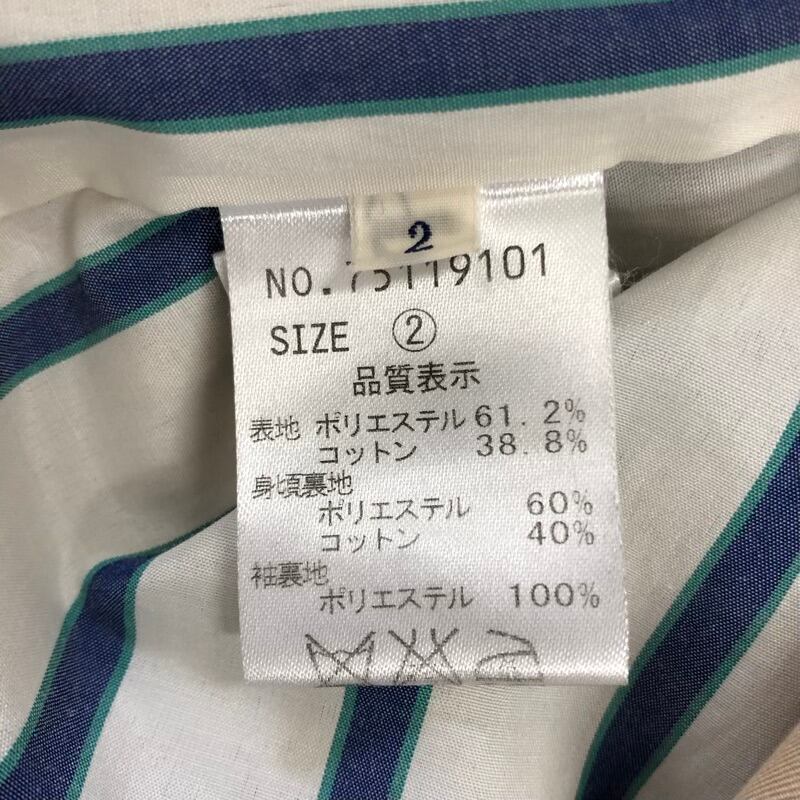 2
NO.75119101
SIZE ②
品質表示
表地 ポリエステル 61.2%
コットン 38.8%
身頃裏地
ポリエステル 60%
コットン 40%
袖裏地
ポリエステル 100%